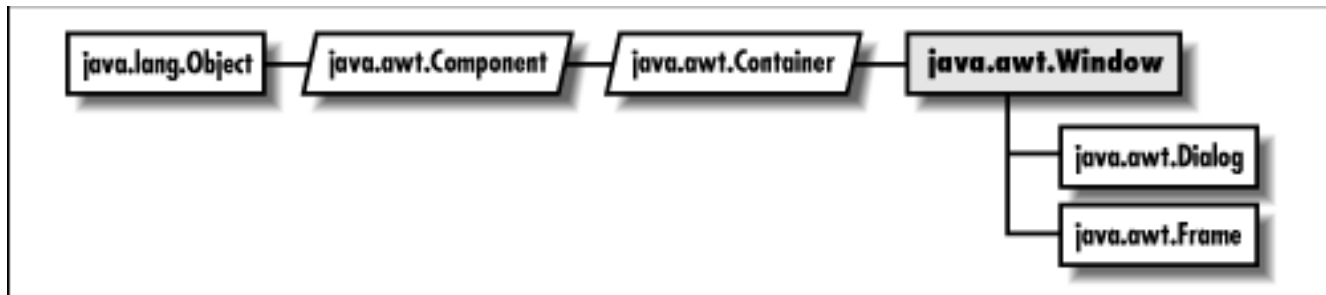 java.lang.Object
java.awt.Component
java.awt.Container
java.awt.Window
java.awt.Dialog
java.awt.Frame